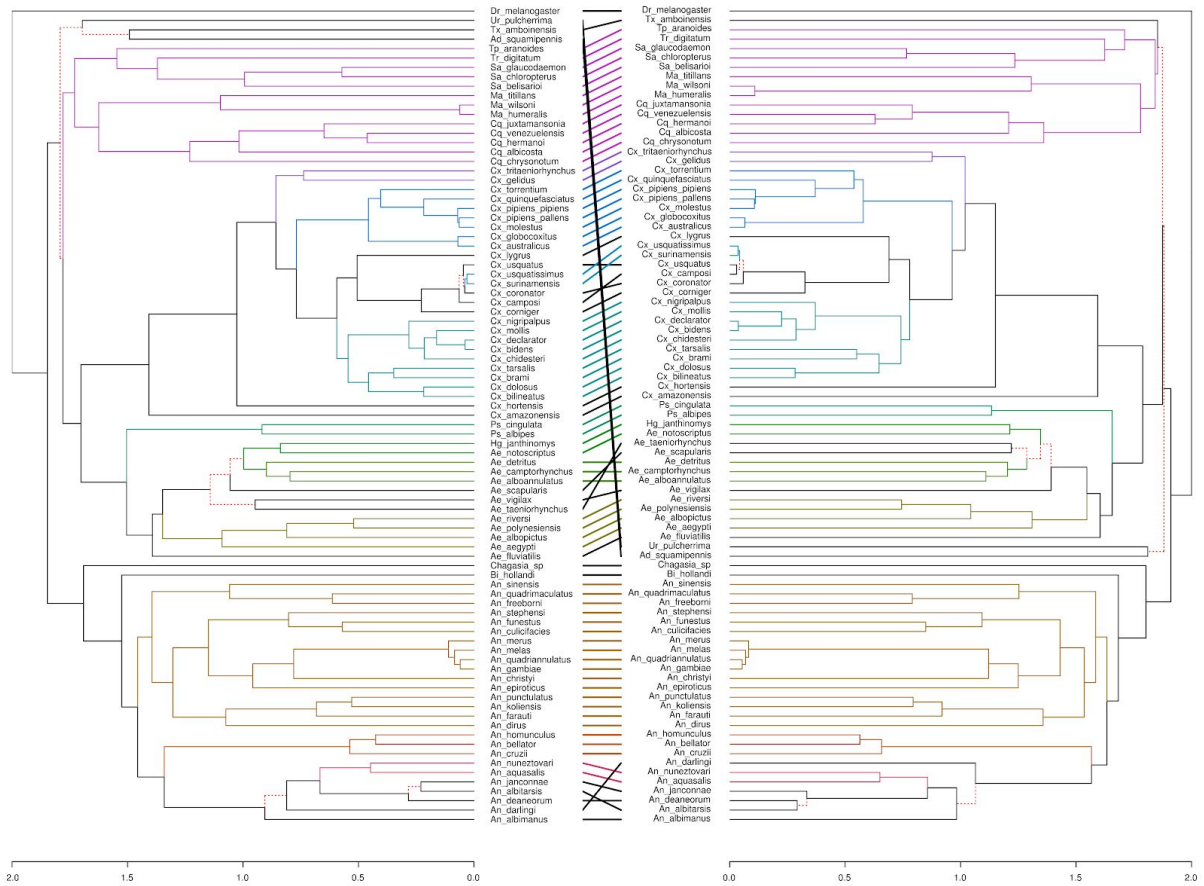 Dr_melanogaster
Ur_pulcherrima
Tx_amboinensis
Ad_squamipennis
Tp_aranoides
Tr_digitatum
Sa_glaucodaemon
Sa_chloropterus
Sa_belisarioi
Ma_titillans
Ma_wilsoni
Ma_humeralis
Cq_juxtamansonia
Cq_venezuelensis
Cq_hermanoi
Cq_albicosta
Cq_chrysonotum
Cx_tritaeniorhynchus
Cx_gelidus
Cx_torrentium
Cx_quinquefasciatus
Cx_pipiens_pipiens
Cx_pipiens_pallens
Cx_molestus
Cx_globocoxitus
Cx_australicus
Cx_lygrus
Cx_usquatus
Cx_usquatissimus
Cx_surinamensis
Cx_coronator
Cx_camposi
Cx_corniger
Cx_nigripalpus
Cx_mollis
Cx_declarator
Cx_bidens
Cx_chidesteri
Cx_tarsalis
Cx_brami
Cx_dolosus
Cx_bilineatus
Cx_hortensis
Cx_amazonensis
Ps_cingulata
Ps_albipes
Hg_janthinomys
Ae_notoscriptus
Ae_detritus
Ae_camptorhynchus
Ae_alboannulatus
Ae_scapularis
Ae_vigilax
Ae_taeniorhynchus
Ae_riversi
Ae_polynesiensis
Ae_albopictus
Ae_aegypti
Ae_fluviatilis
Chagasia_sp
Bi_hollandi
An_sinensis
An_quadrimaculatus
An_freeborni
An_stephensi
An_funestus
An_culicifacies
An_merus
An_melas
An_quadriannulatus
An_gambiae
An_christyi
An_epiroticus
An_punctulatus
An_koliensis
An_farauti
An_dirus
An_homunculus
An_bellator
An_cruzii
An_nuneztovari
An_aquasalis
An_janconnae
An_albitarsis
An_deaneorum
An_darlingi
An_albimanus
2.0 1.5 1.0 0.5 0.0
Dr_melanogaster
Tx_amboinensis
Tp_aranoides
Tr_digitatum
Sa_glaucodaemon
Sa_chloropterus
Sa_belisarioi
Ma_titillans
Ma_wilsoni
Ma_humeralis
Cq_juxtamansonia
Cq_venezuelensis
Cq_hermanoi
Cq_albicosta
Cq_chrysonotum
Cx_tritaeniorhynchus
Cx_gelidus
Cx_torrentium
Cx_quinquefasciatus
Cx_pipiens_pipiens
Cx_pipiens_pallens
Cx_molestus
Cx_globocoxitus
Cx_australicus
Cx_lygrus
Cx_usquatissimus
Cx_surinamensis
Cx_usquatus
Cx_camposi
Cx_coronator
Cx_corniger
Cx_nigripalpus
Cx_mollis
Cx_declarator
Cx_bidens
Cx_chidesteri
Cx_tarsalis
Cx_brami
Cx_dolosus
Cx_bilineatus
Cx_hortensis
Cx_amazonensis
Ps_cingulata
Ps_albipes
Hg_janthinomys
Ae_notoscriptus
Ae_taeniorhynchus
Ae_scapularis
Ae_detritus
Ae_camptorhynchus
Ae_alboannulatus
Ae_vigilax
Ae_riversi
Ae_polynesiensis
Ae_albopictus
Ae_aegypti
Ae_fluviatilis
Ur_pulcherrima
Ad_squamipennis
Chagasia_sp
Bi_hollandi
An_sinensis
An_quadrimaculatus
An_freeborni
An_stephensi
An_funestus
An_culicifacies
An_merus
An_melas
An_quadriannulatus
An_gambiae
An_christyi
An_epiroticus
An_punctulatus
An_koliensis
An_farauti
An_dirus
An_homunculus
An_bellator
An_cruzii
An_darlingi
An_nuneztovari
An_aquasalis
An_janconnae
An_deaneorum
An_albitarsis
An_albimanus
0.0 0.5 1.0 1.5 2.0